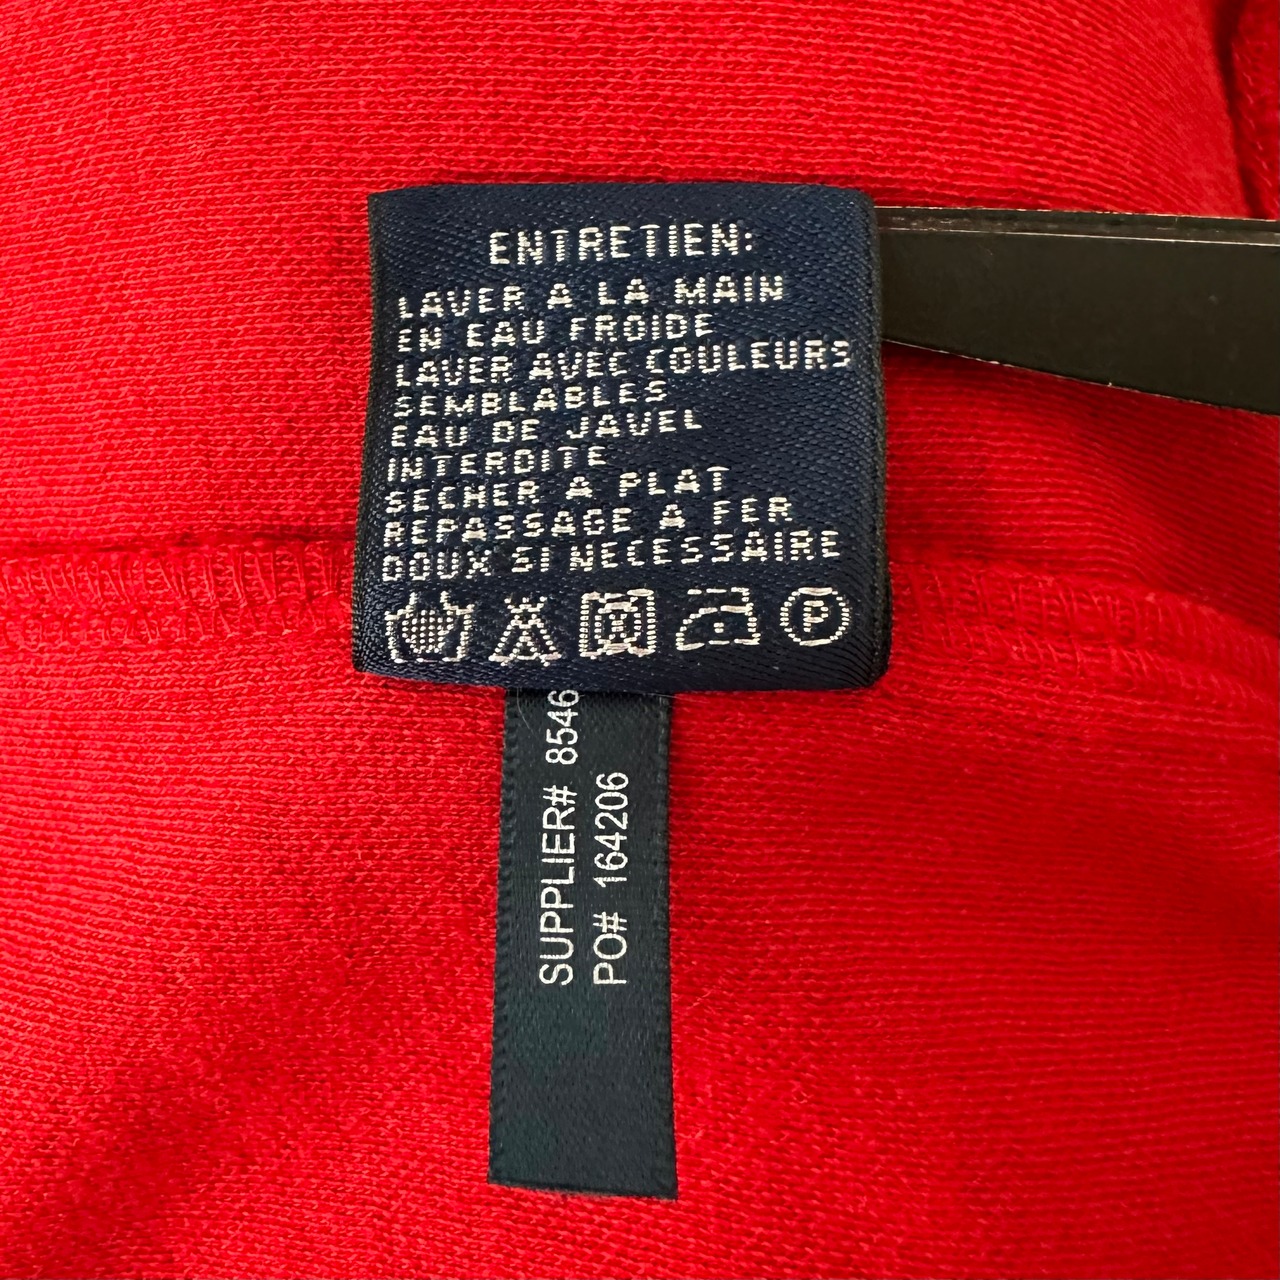 ENTRETIEN:
LAVER A LA MAIN
EN EAU FROIDE
LAVER AVEC COULEURS
SEMBLABLES
EAU DE JAVEL
INTERDITE
SECHER A PLAT
REPASSAGE A FER
DOUX SI NECESSAIRE
P
SUPPLIER# 8546
PO# 164206